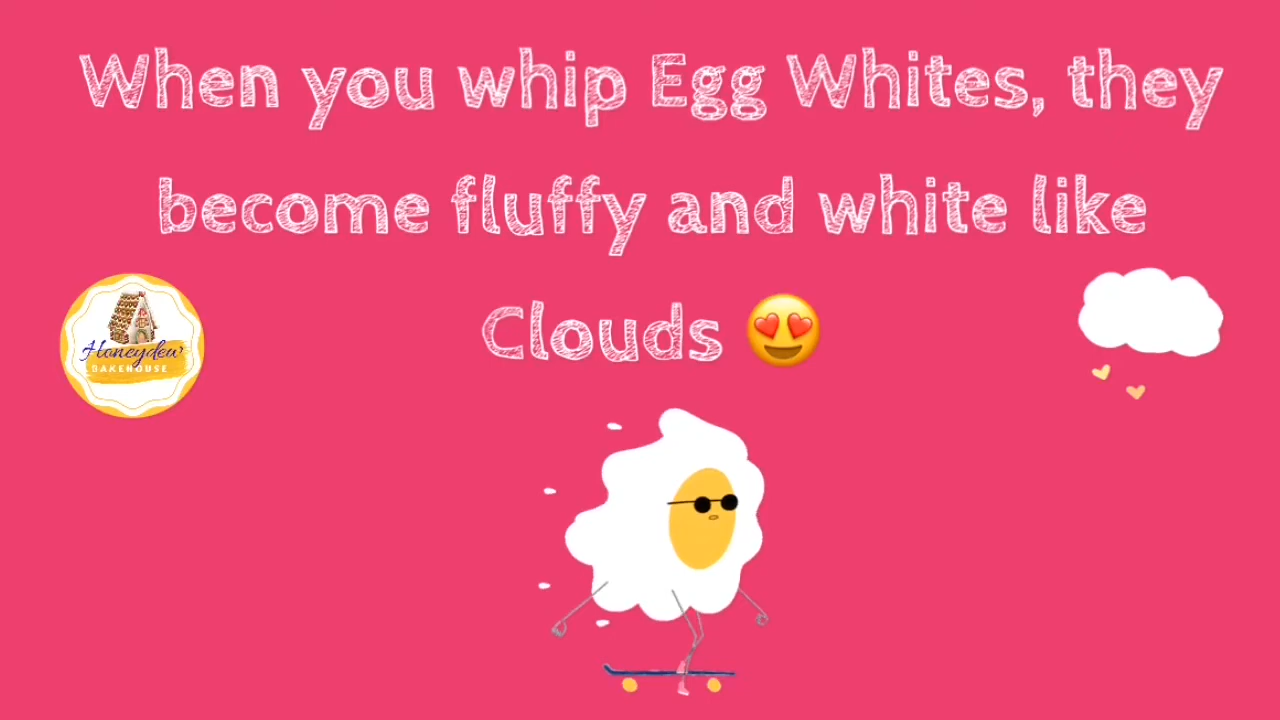 When you whip Egg Whites, they
become fluffy and white like
Clouds 😍
Honeydew
BAKEHOUSE